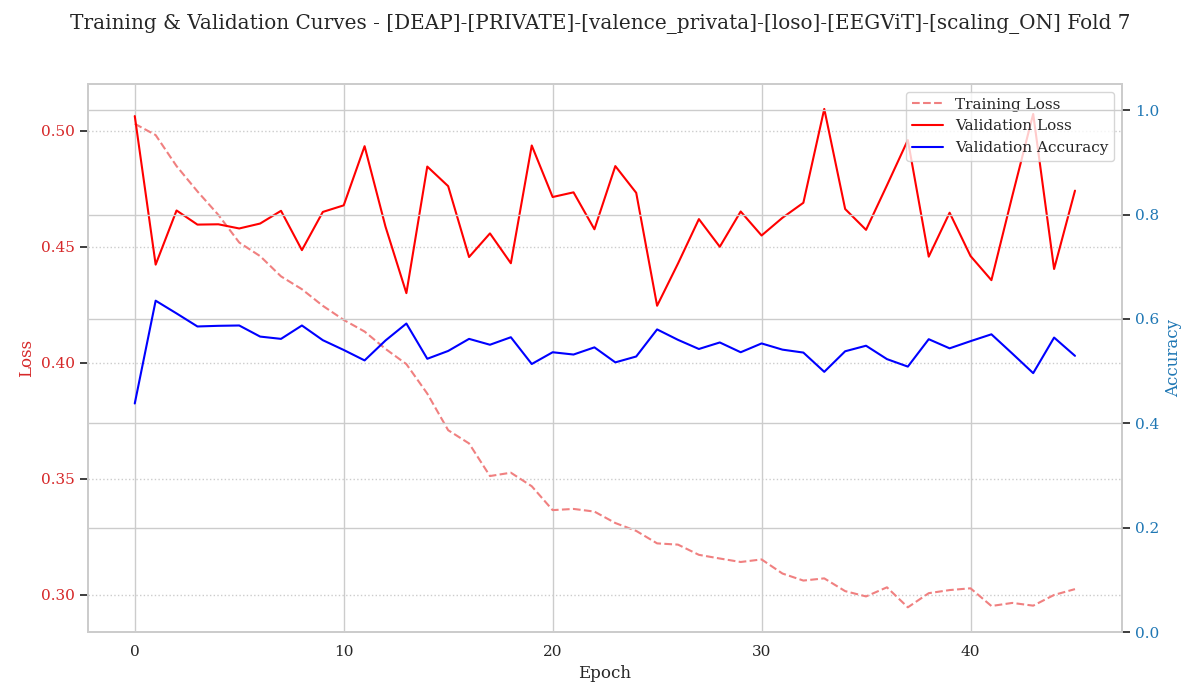 Training & Validation Curves - [DEAP]-[PRIVATE]-[valence_privata]-[loso]-[EEGViT]-[scaling_ON] Fold 7
Training Loss
Validation Loss
Validation Accuracy
0.50
0.45
0.40
0.35
0.30
Loss
1.0
0.8
0.6
0.4
0.2
0.0
Accuracy
0
10
20
30
40
Epoch